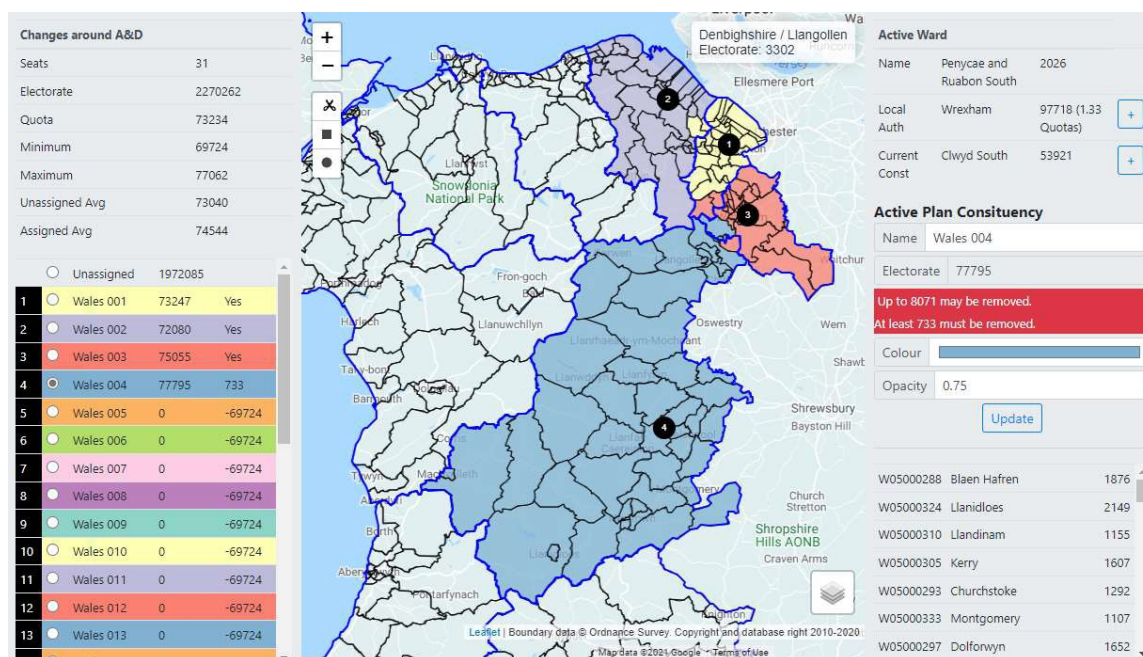 Changes around A&D
Seats 31
Electorate 2270262
Quota 73234
Minimum 69724
Maximum 77062
Unassigned Avg 73040
Assigned Avg 74544
Unassigned 1972085
1 Wales 001 73247 Yes
2 Wales 002 72080 Yes
3 Wales 003 75055 Yes
4 Wales 004 77795 733
5 Wales 005 0 -69724
6 Wales 006 0 -69724
7 Wales 007 0 -69724
8 Wales 008 0 -69724
9 Wales 009 0 -69724
10 Wales 010 0 -69724
11 Wales 011 0 -69724
12 Wales 012 0 -69724
13 Wales 013 0 -69724
+
−
Denbighshire / Llangollen
Electorate: 3302
Ellesmere Port
2
1
Snowdonia
National Park
3
Fron-goch
Llanuwchllyn
Harlech
Oswestry
Wem
Barmouth
Shrewsbury
Bayston Hill
4
Tywyn
Church
Stretton
Borth
Shropshire
Hills AONB
Craven Arms
Pontarfynach
Knighton
Leaflet | Boundary data © Ordnance Survey. Copyright and database right 2010-2020
Map data ©2021 Google Terms of Use
Active Ward
Name Penycae and Ruabon South 2026
Local Auth Wrexham 97718 (1.33 Quotas) +
Current Const Clwyd South 53921 +
Active Plan Consituency
Name Wales 004
Electorate 77795
Up to 8071 may be removed.
At least 733 must be removed.
Colour
Opacity 0.75
Update
W05000288 Blaen Hafren 1876
W05000324 Llanidloes 2149
W05000310 Llandinam 1155
W05000305 Kerry 1607
W05000293 Churchstoke 1292
W05000333 Montgomery 1107
W05000297 Dolforwyn 1652